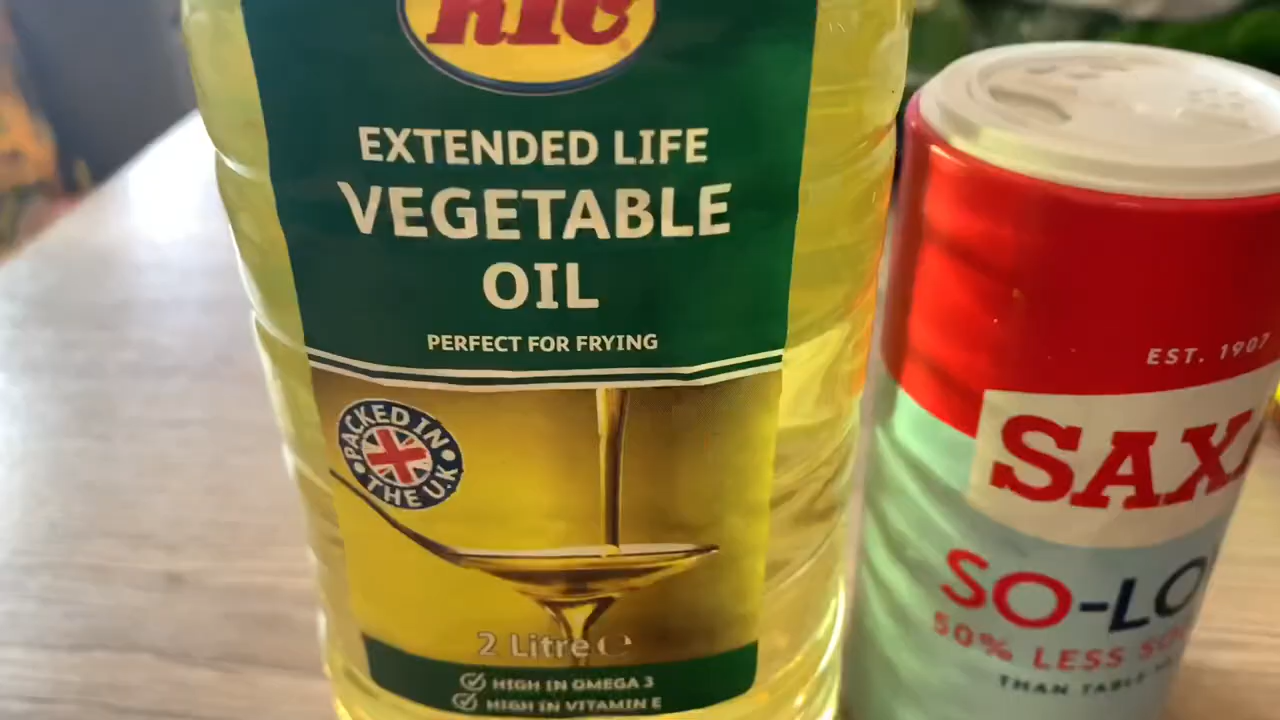 EXTENDED LIFE
VEGETABLE
OIL
PERFECT FOR FRYING
PACKED IN
THE U.K
2 Litre ℮
HIGH IN OMEGA 3
HIGH IN VITAMIN E
EST. 1907
SAXA
SO-LO
50% LESS
THAN TABLE